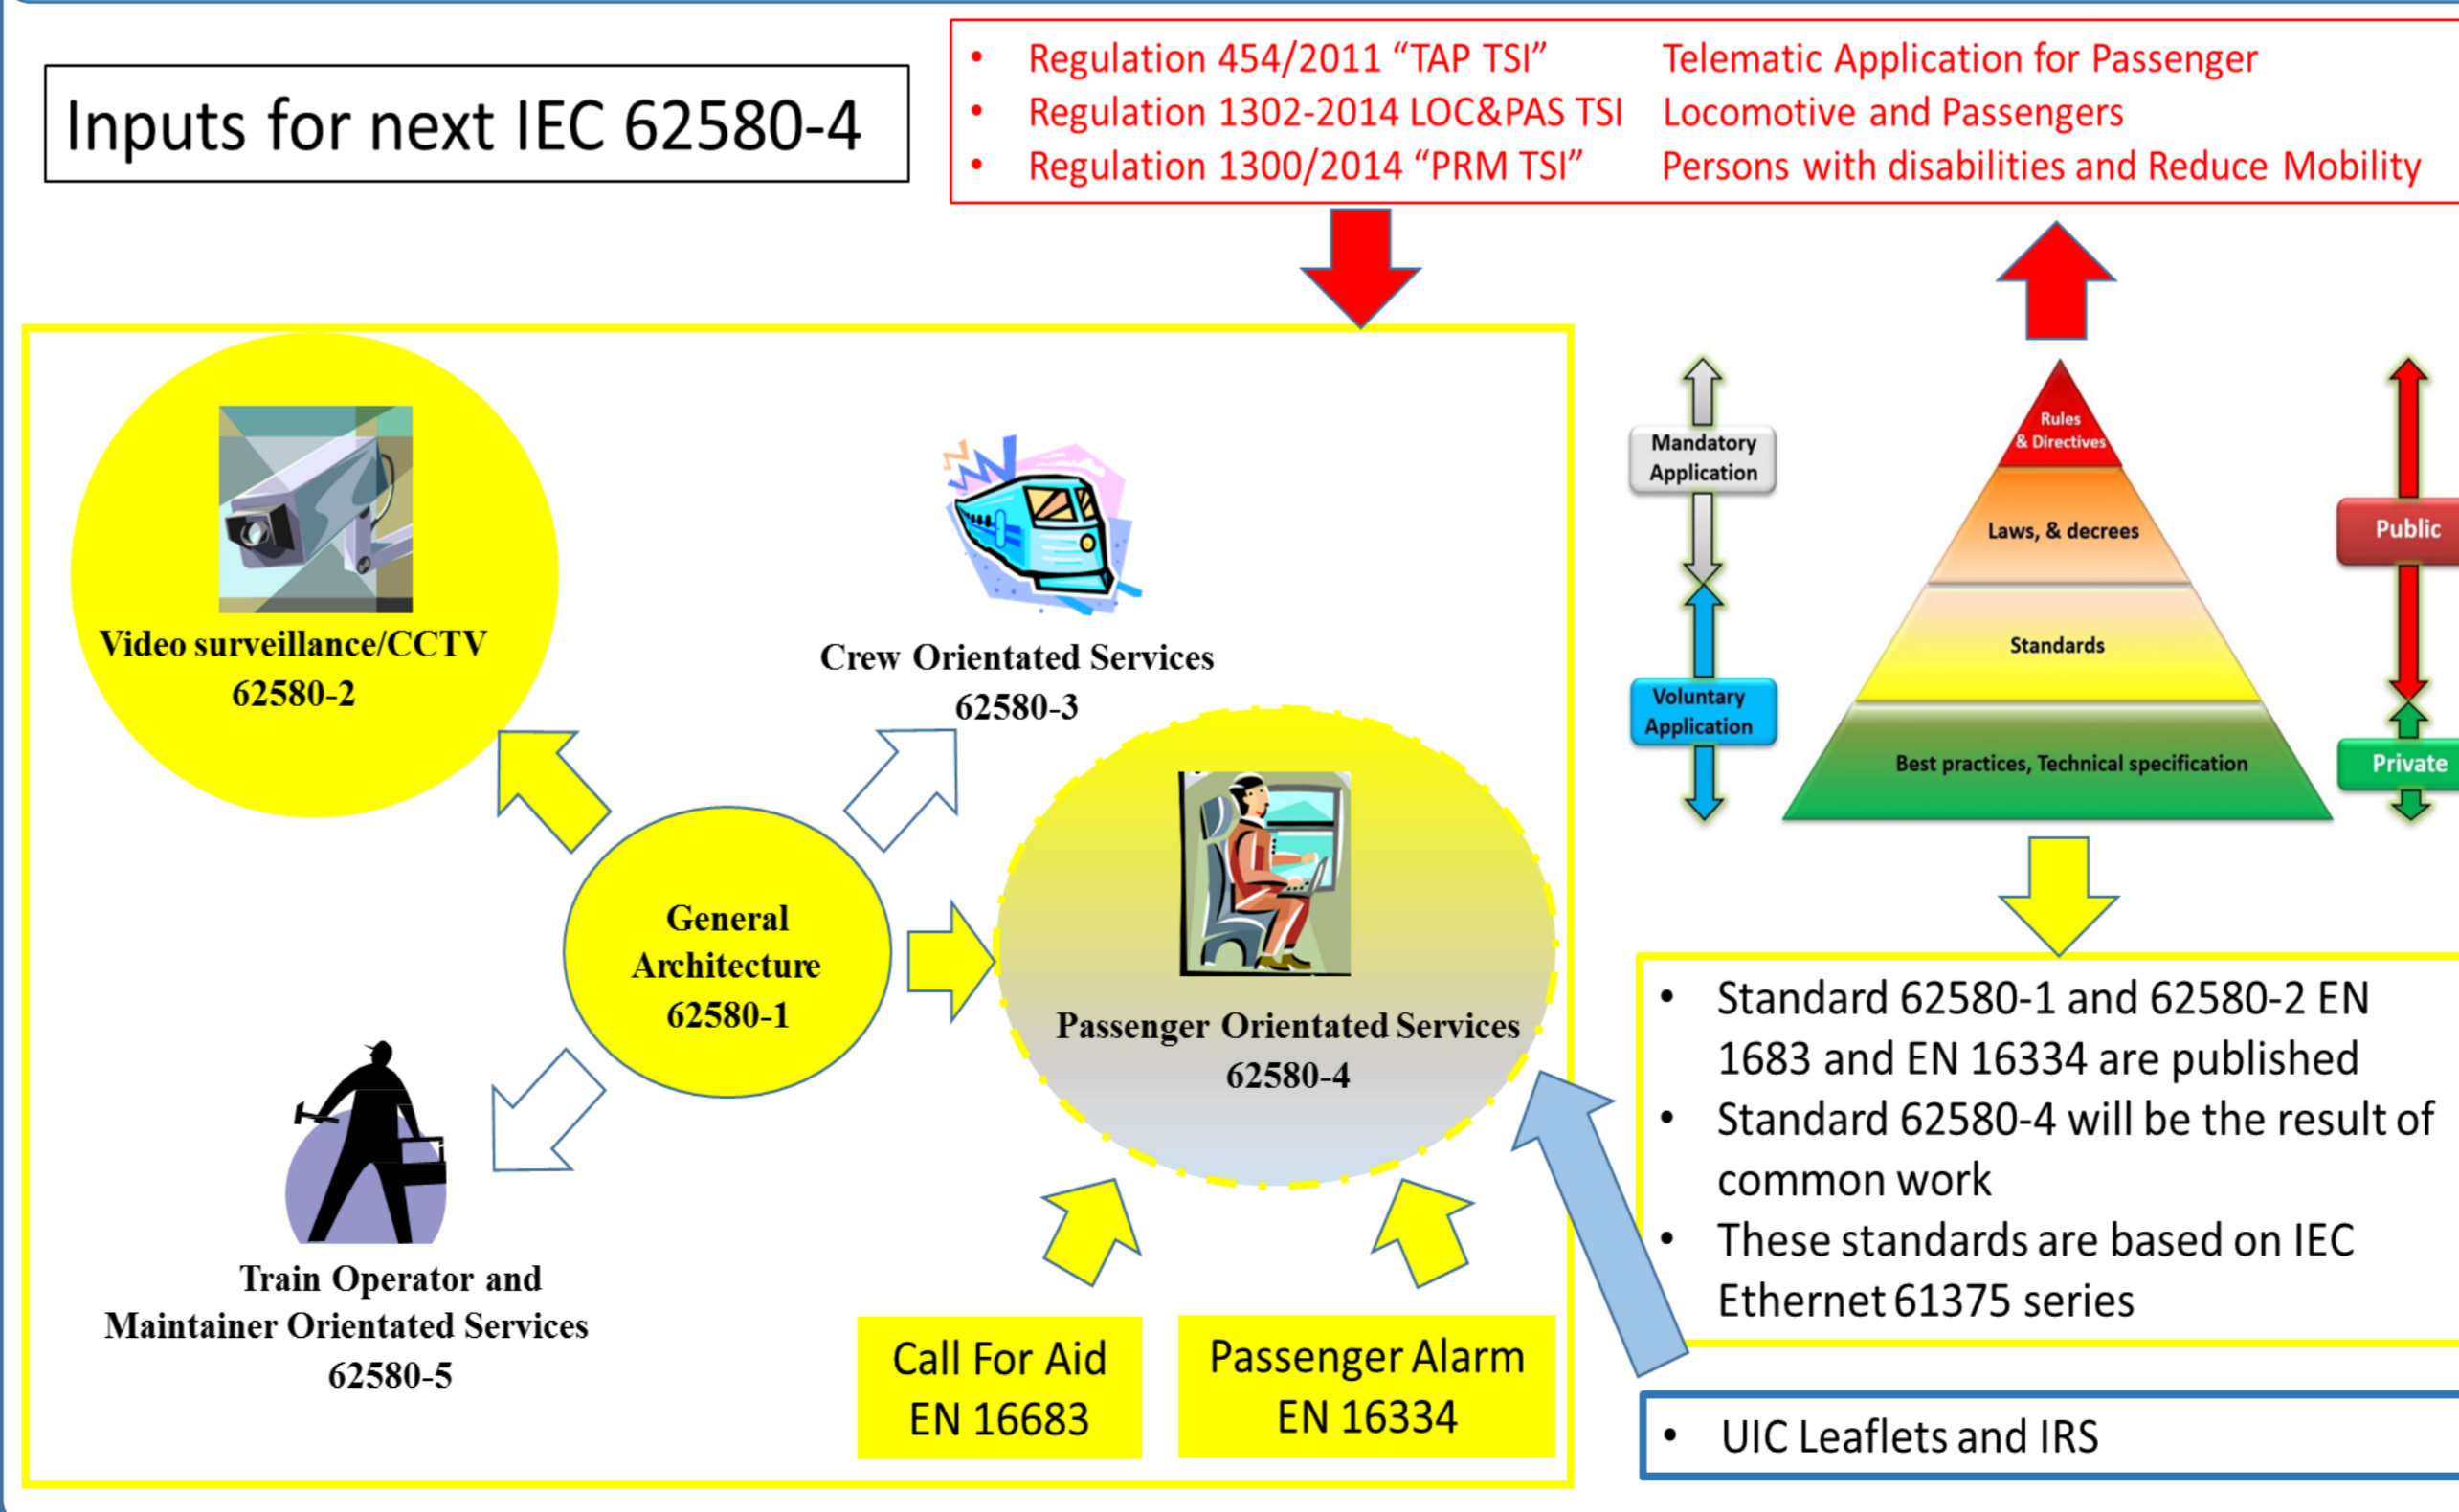 Inputs for next IEC 62580-4
• Regulation 454/2011 “TAP TSI” Telematic Application for Passenger
• Regulation 1302-2014 LOC&PAS TSI Locomotive and Passengers
• Regulation 1300/2014 “PRM TSI” Persons with disabilities and Reduce Mobility
Video surveillance/CCTV
62580-2
Crew Orientated Services
62580-3
General
Architecture
62580-1
Passenger Orientated Services
62580-4
Train Operator and
Maintainer Orientated Services
62580-5
Call For Aid
EN 16683
Passenger Alarm
EN 16334
Mandatory
Application
Voluntary
Application
Rules
& Directives
Laws, & decrees
Standards
Best practices, Technical specification
Public
Private
• Standard 62580-1 and 62580-2 EN
1683 and EN 16334 are published
• Standard 62580-4 will be the result of
common work
• These standards are based on IEC
Ethernet 61375 series
• UIC Leaflets and IRS